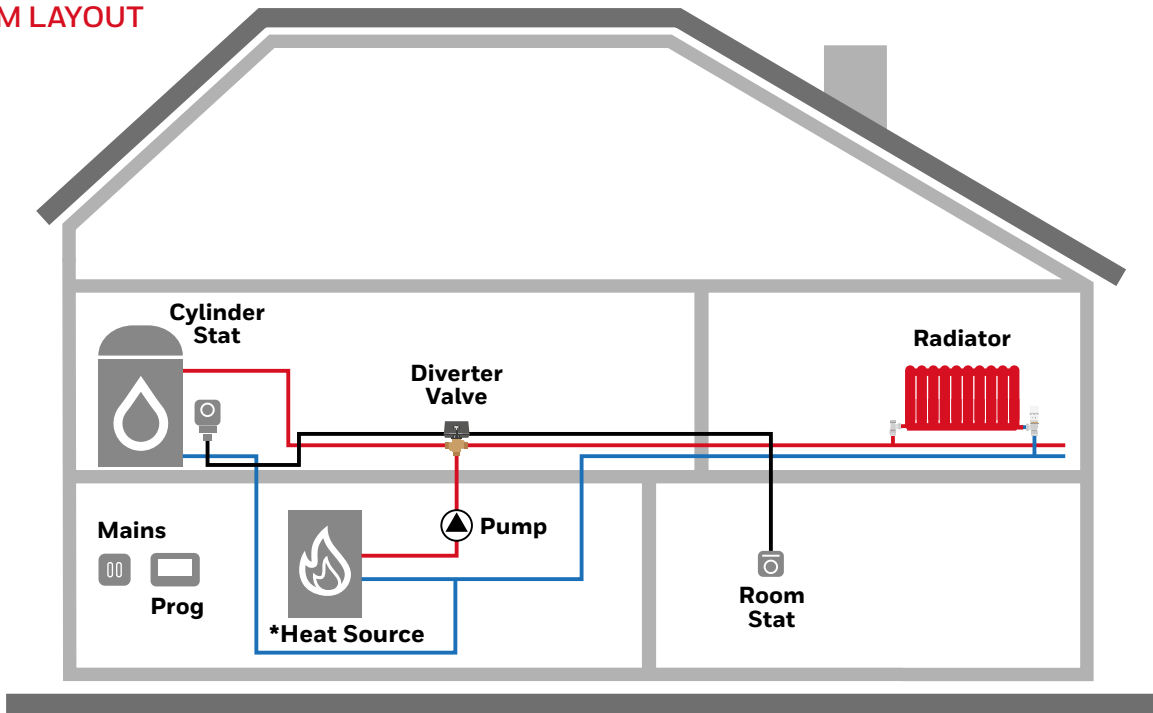 M LAYOUT
Cylinder
Stat
Diverter
Valve
Radiator
Mains
Prog
Pump
*Heat Source
Room
Stat